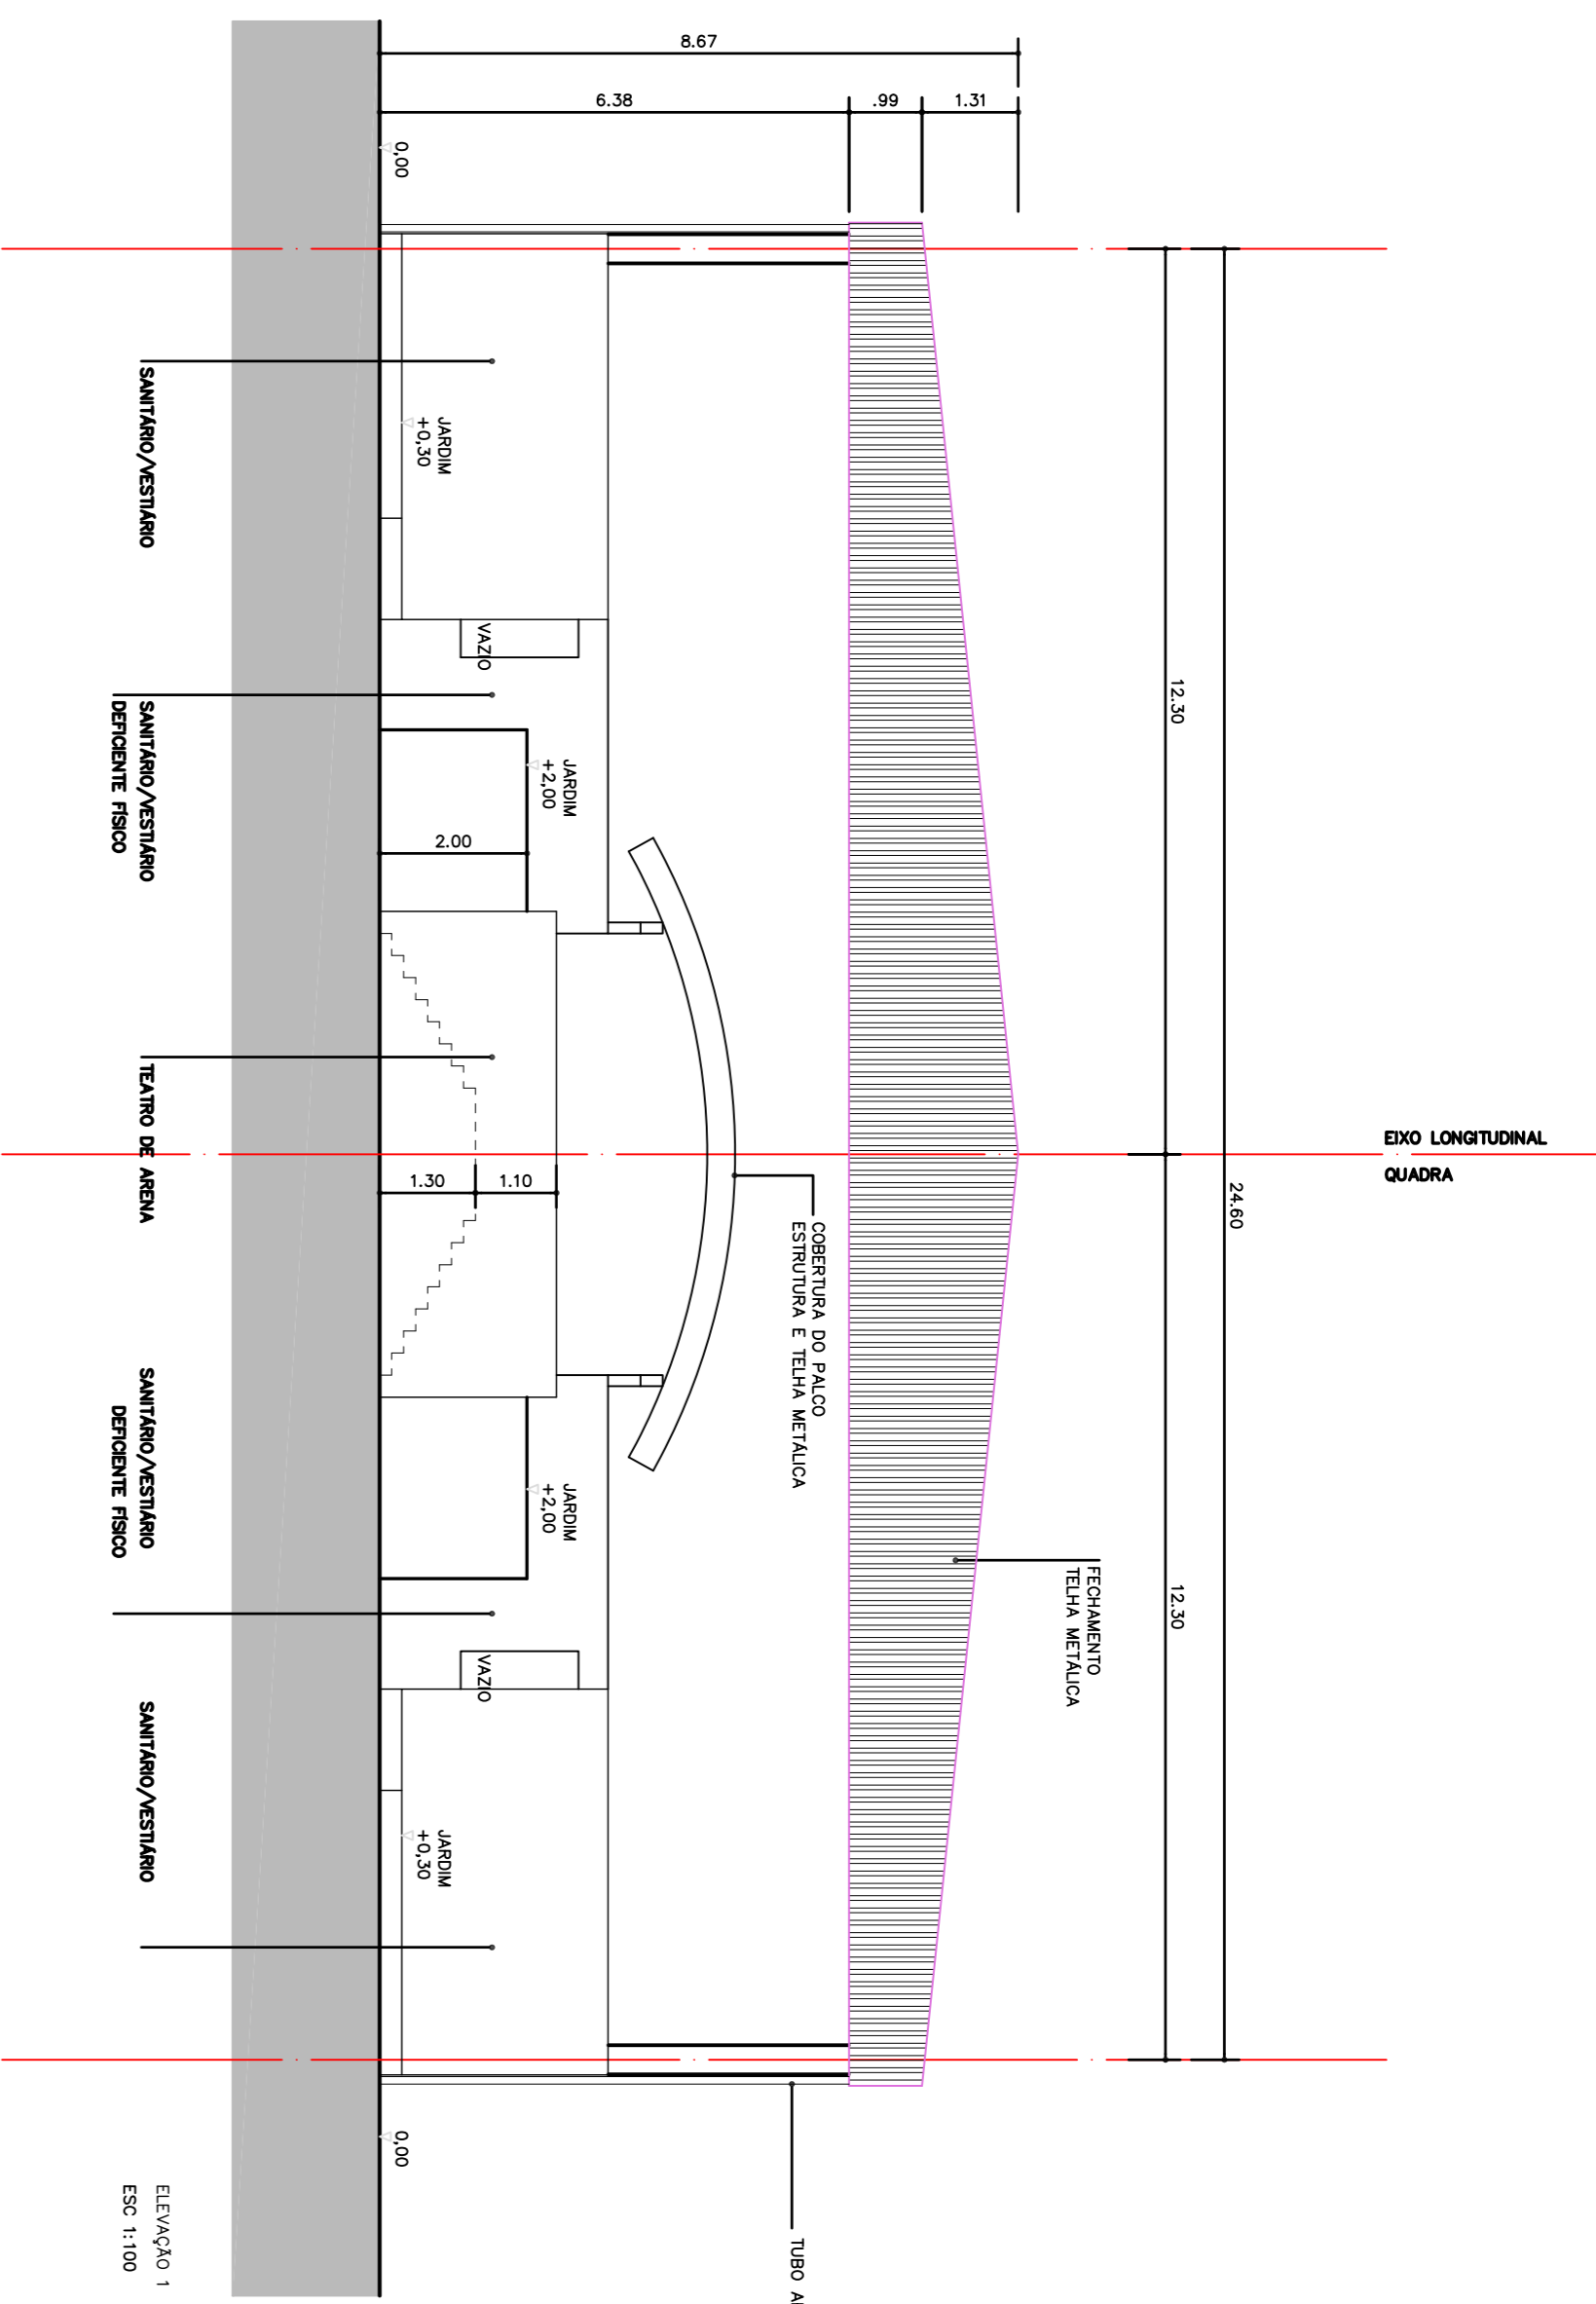 EIXO LONGITUDINAL
QUADRA
24.60
12.30
12.30
8.67
1.31
.99
6.38
FECHAMENTO
TELHA METÁLICA
COBERTURA DO PALCO
ESTRUTURA E TELHA METÁLICA
TUBO
JARDIM
+2,00
JARDIM
+2,00
2.00
VAZIO
VAZIO
1.10
1.30
JARDIM
+0,30
JARDIM
+0,30
0,00
0,00
SANITÁRIO/VESTIÁRIO
SANITÁRIO/VESTIÁRIO
DEFICIENTE FÍSICO
TEATRO DE ARENA
SANITÁRIO/VESTIÁRIO
DEFICIENTE FÍSICO
SANITÁRIO/VESTIÁRIO
ELEVAÇÃO 1
ESC 1:100